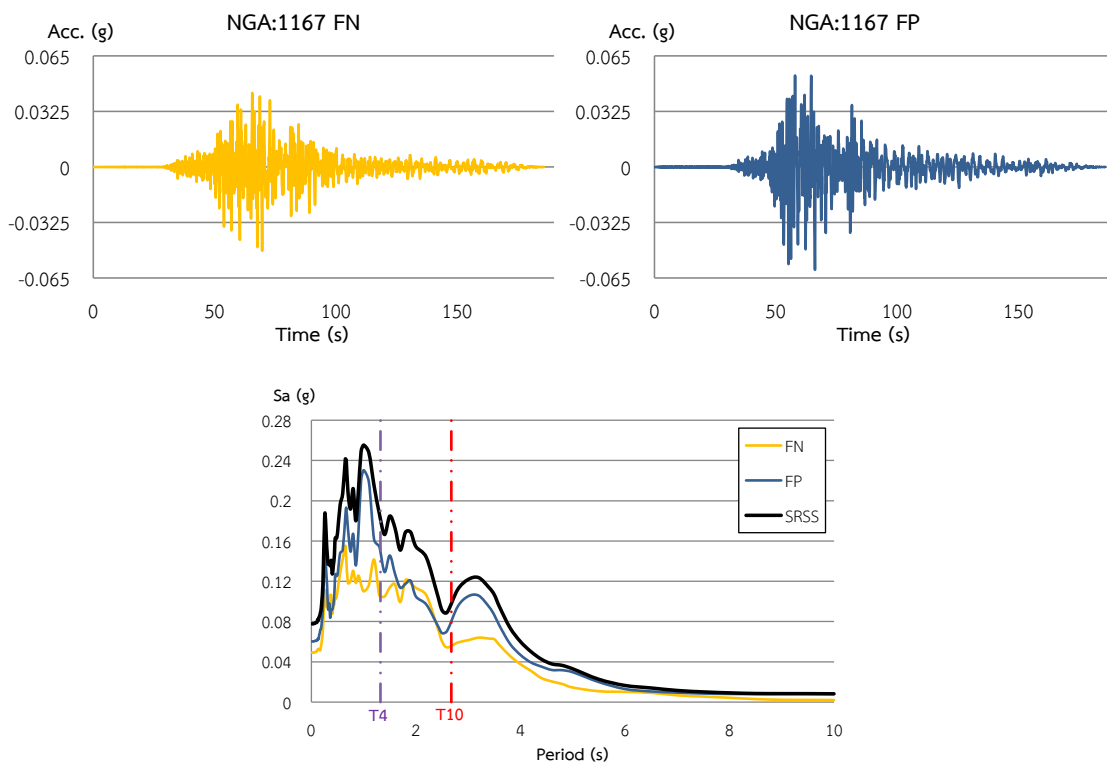 NGA:1167 FN
Acc. (g)
0.065
0.0325
0
-0.0325
-0.065
0 50 100 150
Time (s)
NGA:1167 FP
Acc. (g)
0.065
0.0325
0
-0.0325
-0.065
0 50 100 150
Time (s)
Sa (g)
0.28
0.24
0.2
0.16
0.12
0.08
0.04
0
FN
FP
SRSS
T4 T10
0 2 4 6 8 10
Period (s)